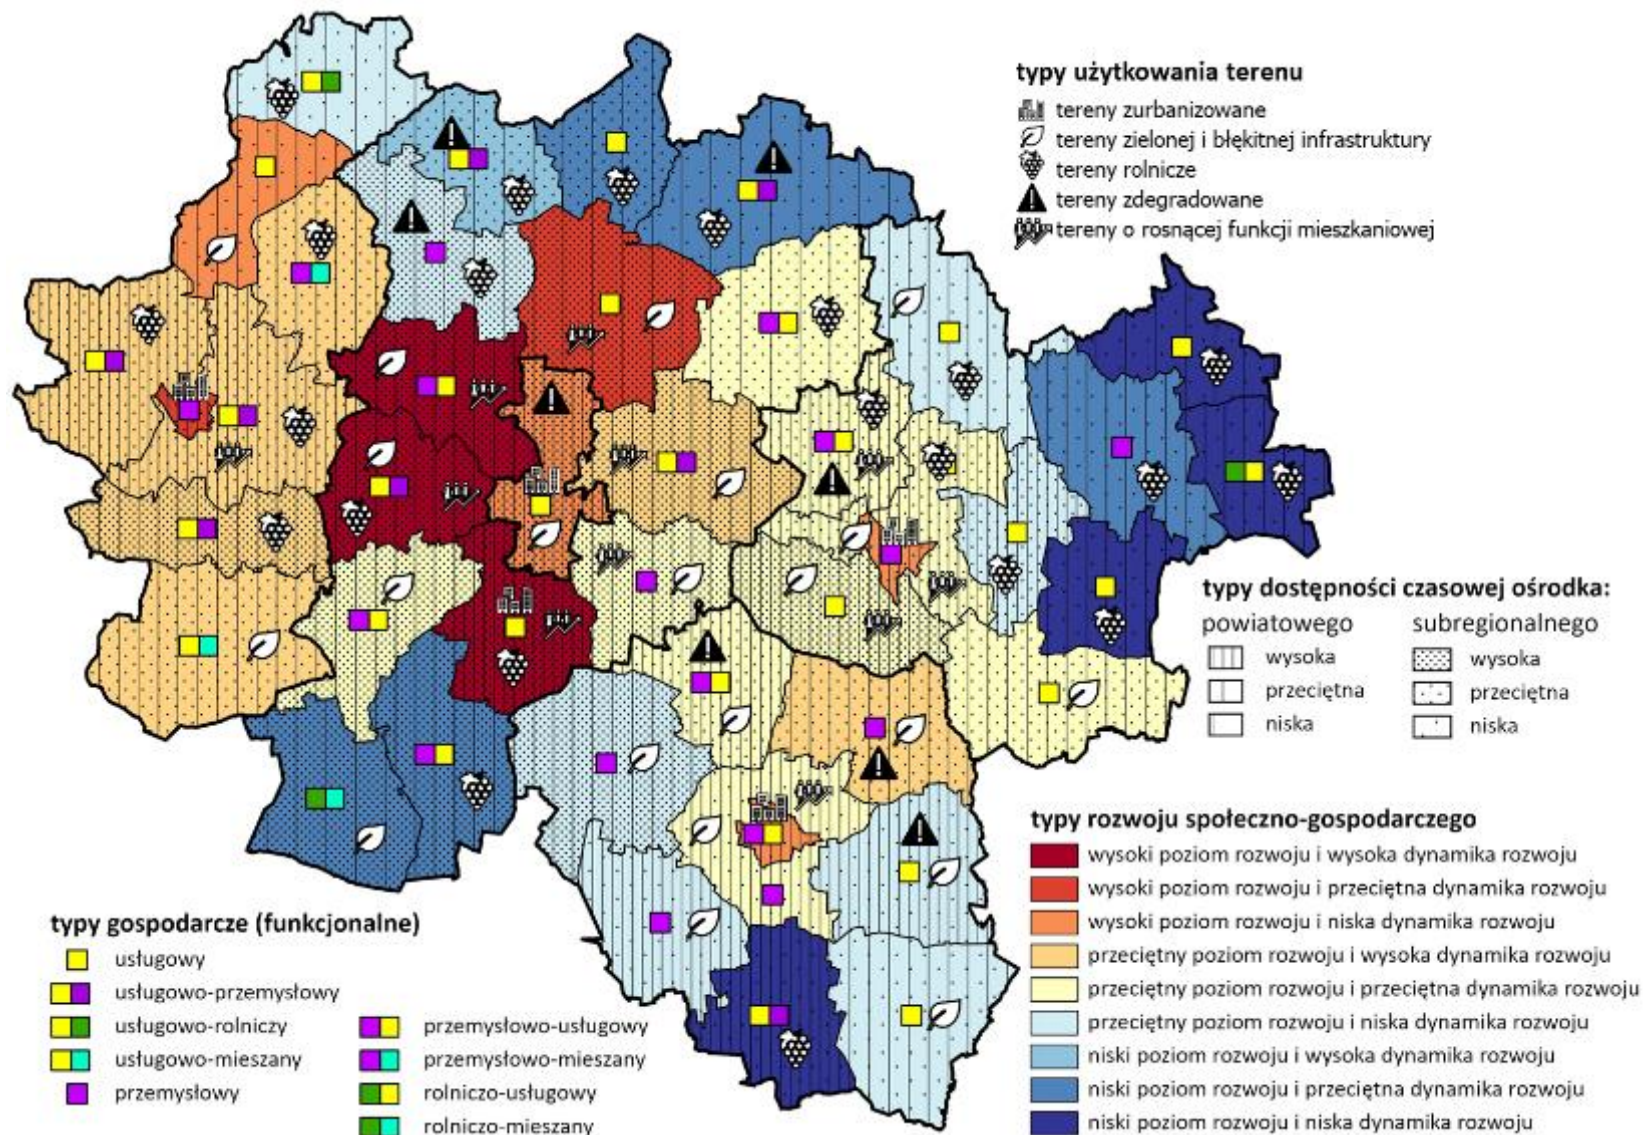 typy użytkowania terenu
tereny zurbanizowane
tereny zielonej i błękitnej infrastruktury
tereny rolnicze
tereny zdegradowane
tereny o rosnącej funkcji mieszkaniowej
typy dostępności czasowej ośrodka:
powiatowego subregionalnego
wysoka wysoka
przeciętna przeciętna
niska niska
typy rozwoju społeczno-gospodarczego
wysoki poziom rozwoju i wysoka dynamika rozwoju
wysoki poziom rozwoju i przeciętna dynamika rozwoju
wysoki poziom rozwoju i niska dynamika rozwoju
przeciętny poziom rozwoju i wysoka dynamika rozwoju
przeciętny poziom rozwoju i przeciętna dynamika rozwoju
przeciętny poziom rozwoju i niska dynamika rozwoju
niski poziom rozwoju i wysoka dynamika rozwoju
niski poziom rozwoju i przeciętna dynamika rozwoju
niski poziom rozwoju i niska dynamika rozwoju
typy gospodarcze (funkcjonalne)
usługowy
usługowo-przemysłowy
usługowo-rolniczy
usługowo-mieszany
przemysłowy
przemysłowo-usługowy
przemysłowo-mieszany
rolniczo-usługowy
rolniczo-mieszany